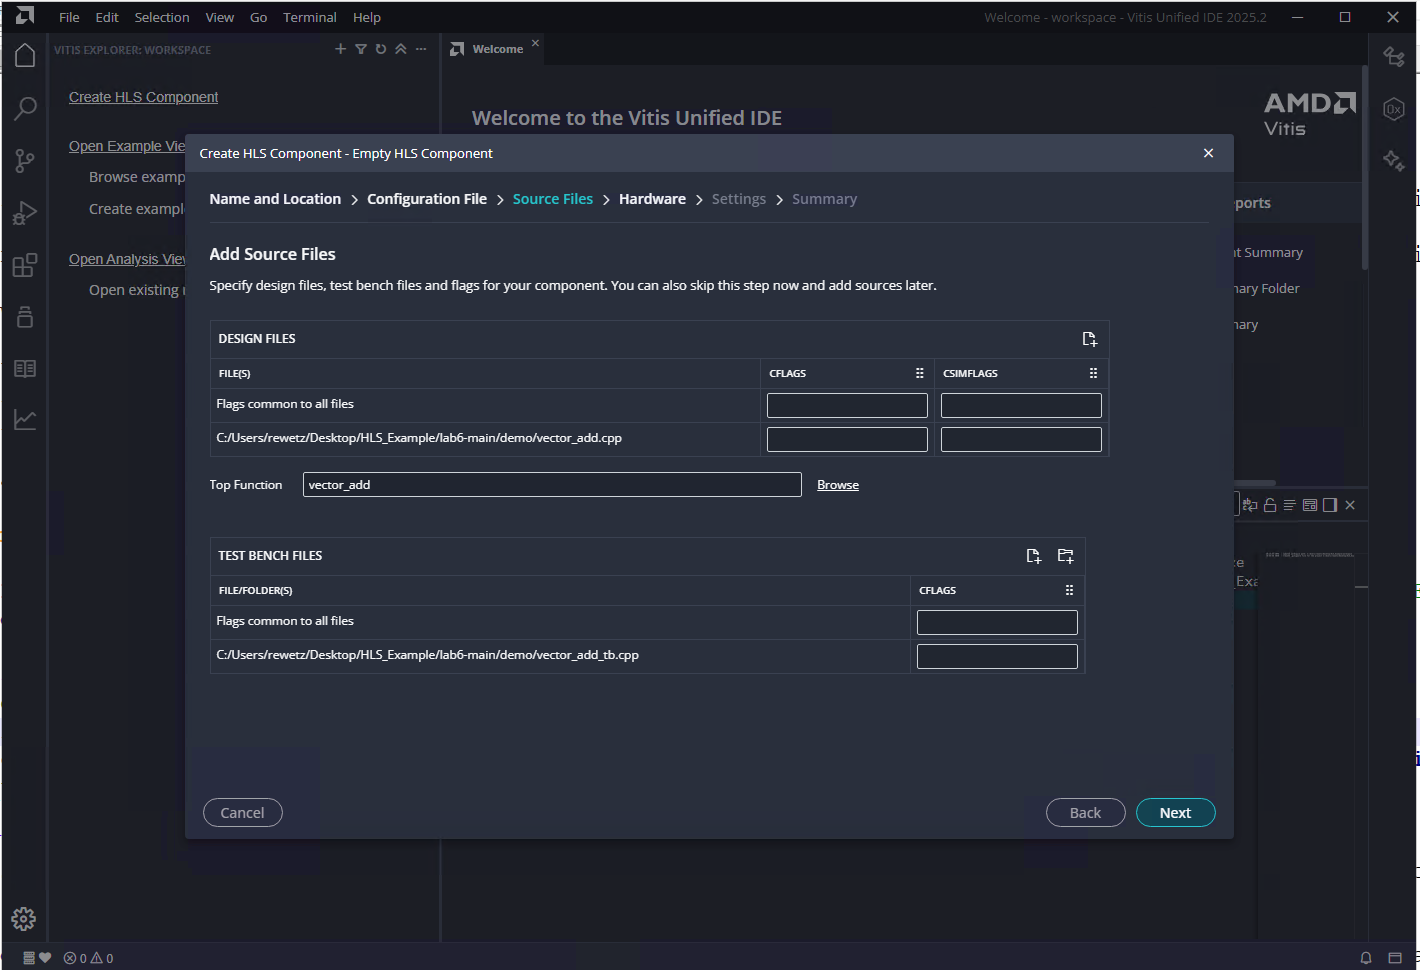 File Edit Selection View Go Terminal Help
Welcome - workspace - Vitis Unified IDE 2025.2
VITIS EXPLORER: WORKSPACE
Welcome
Create HLS Component
Welcome to the Vitis Unified IDE
AMD
Vitis
Open Example Vie
Browse examp
Create exampl
Open Analysis View
Open existing
ports
t Summary
ary Folder
ary
Create HLS Component - Empty HLS Component
Name and Location > Configuration File > Source Files > Hardware > Settings > Summary
Add Source Files
Specify design files, test bench files and flags for your component. You can also skip this step now and add sources later.
DESIGN FILES
FILE(S) CFLAGS CSIMFLAGS
Flags common to all files
C:/Users/rewetz/Desktop/HLS_Example/lab6-main/demo/vector_add.cpp
Top Function vector_add Browse
TEST BENCH FILES
FILE/FOLDER(S) CFLAGS
Flags common to all files
C:/Users/rewetz/Desktop/HLS_Example/lab6-main/demo/vector_add_tb.cpp
Cancel Back Next
ce
_Exa
0 0